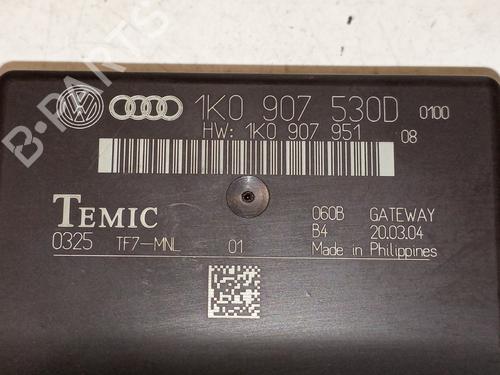 1K0 907 530D 0100
HW: 1K0 907 951 08
TEMIC 060B GATEWAY
B4 20.03.04
0325 TF7-MNL 01 Made in Philippines
B-PARTS